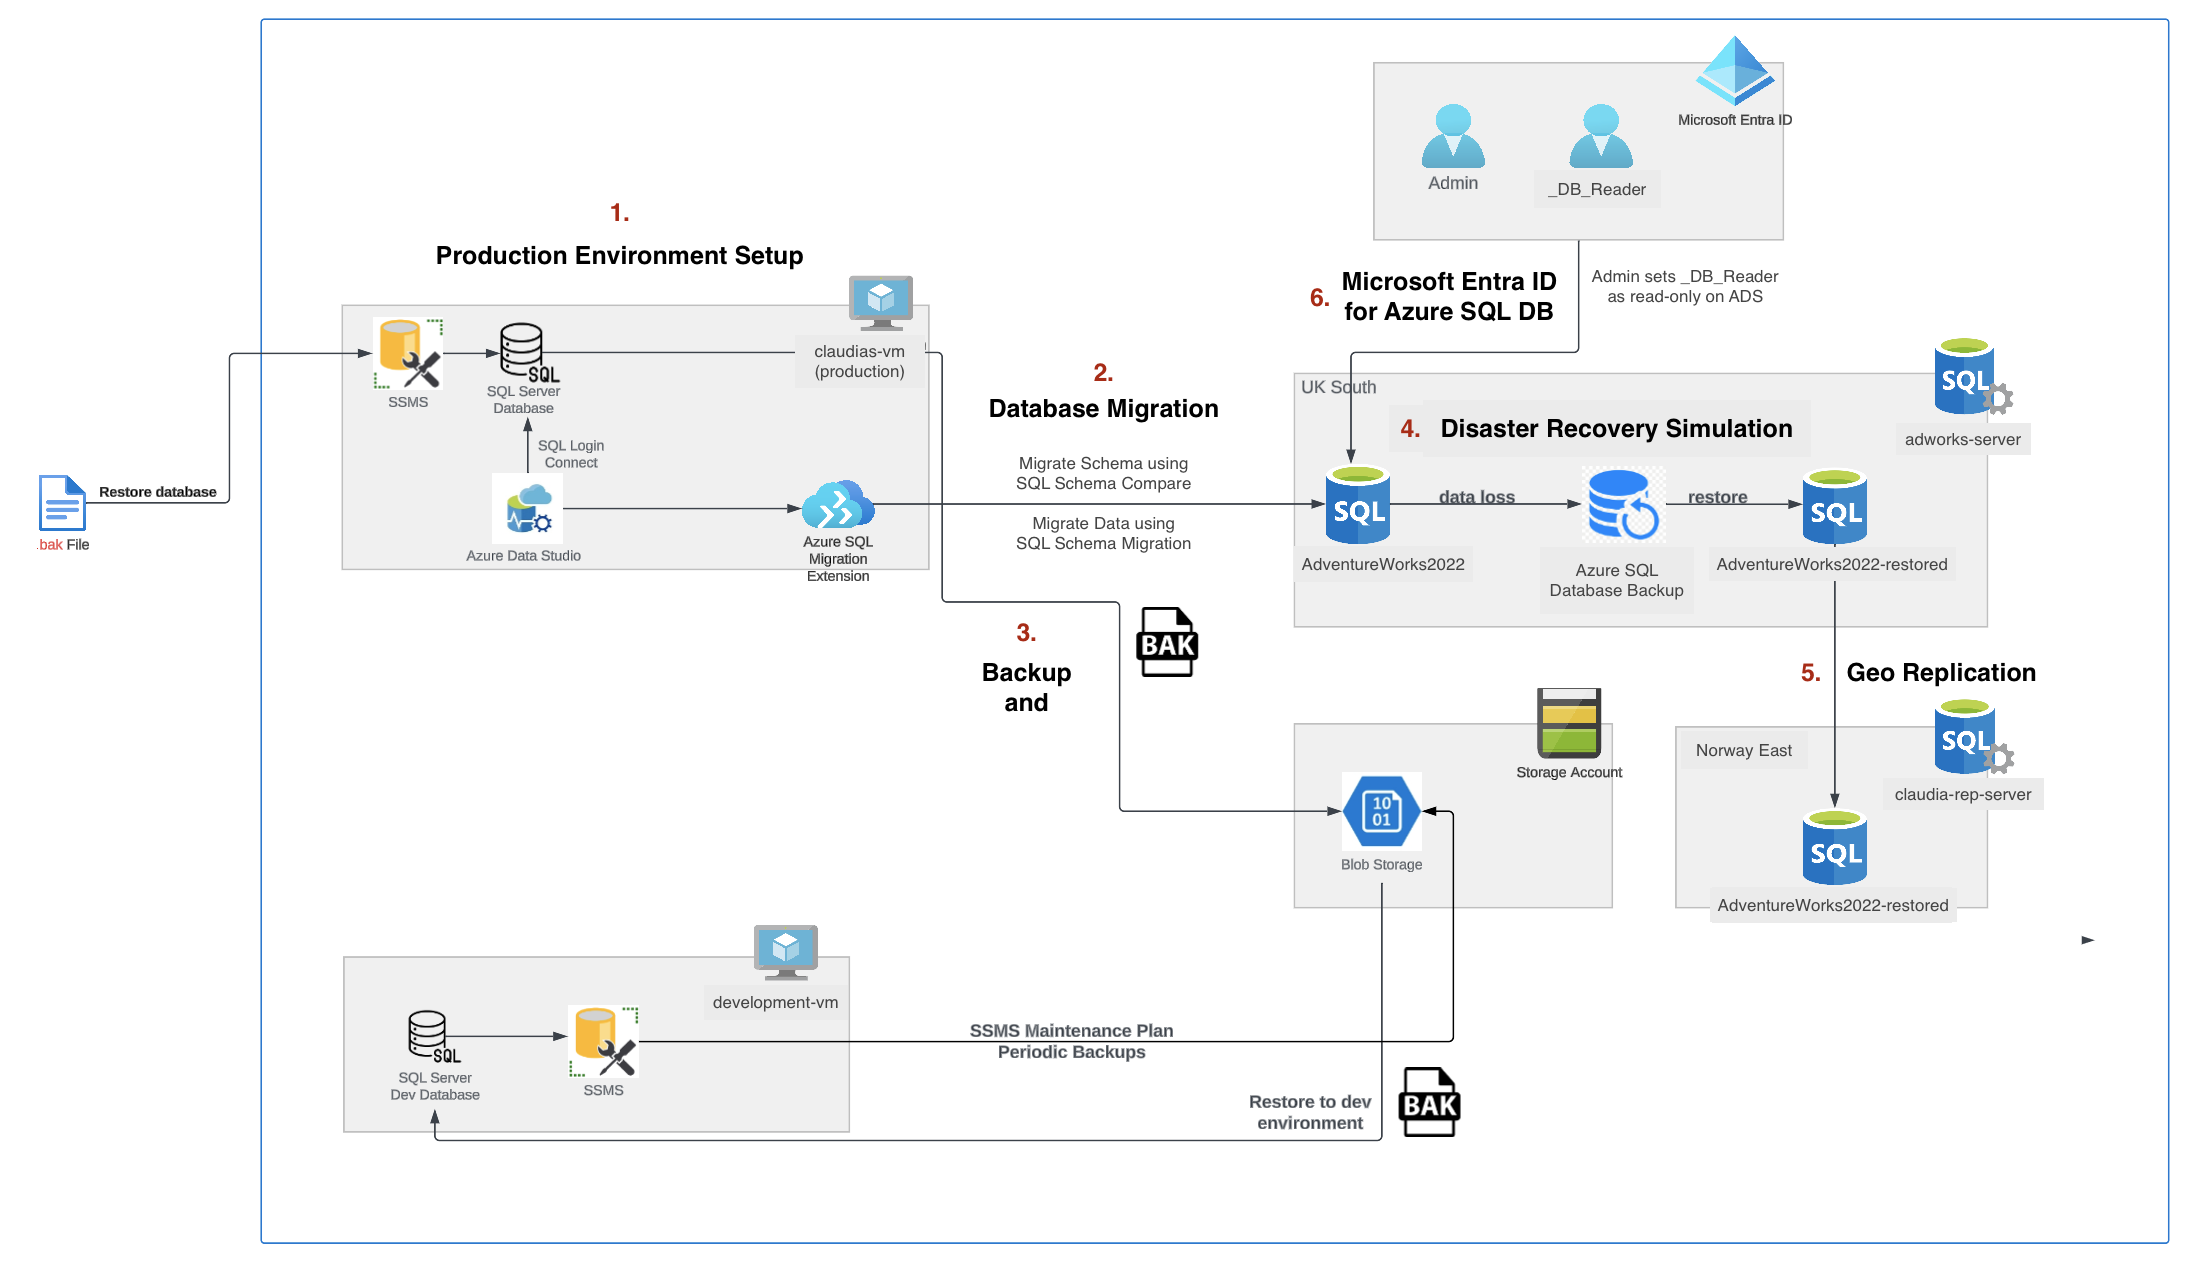 Microsoft Entra ID
Admin
_DB_Reader
1.
Production Environment Setup
6.
Microsoft Entra ID
for Azure SQL DB
Admin sets _DB_Reader
as read-only on ADS
claudias-vm
(production)
SSMS
SQL
SQL Server
Database
SQL Login
Connect
Restore database
.bak File
Azure Data Studio
Azure SQL
Migration
Extension
2.
Database Migration
Migrate Schema using
SQL Schema Compare
Migrate Data using
SQL Schema Migration
UK South
SQL
adworks-server
4.
Disaster Recovery Simulation
SQL
data loss
restore
SQL
AdventureWorks2022
Azure SQL
Database Backup
AdventureWorks2022-restored
3.
Backup
and
BAK
5.
Geo Replication
Storage Account
10
01
Blob Storage
Norway East
SQL
claudia-rep-server
SQL
AdventureWorks2022-restored
development-vm
SQL
SQL Server
Dev Database
SSMS
SSMS Maintenance Plan
Periodic Backups
Restore to dev
environment
BAK